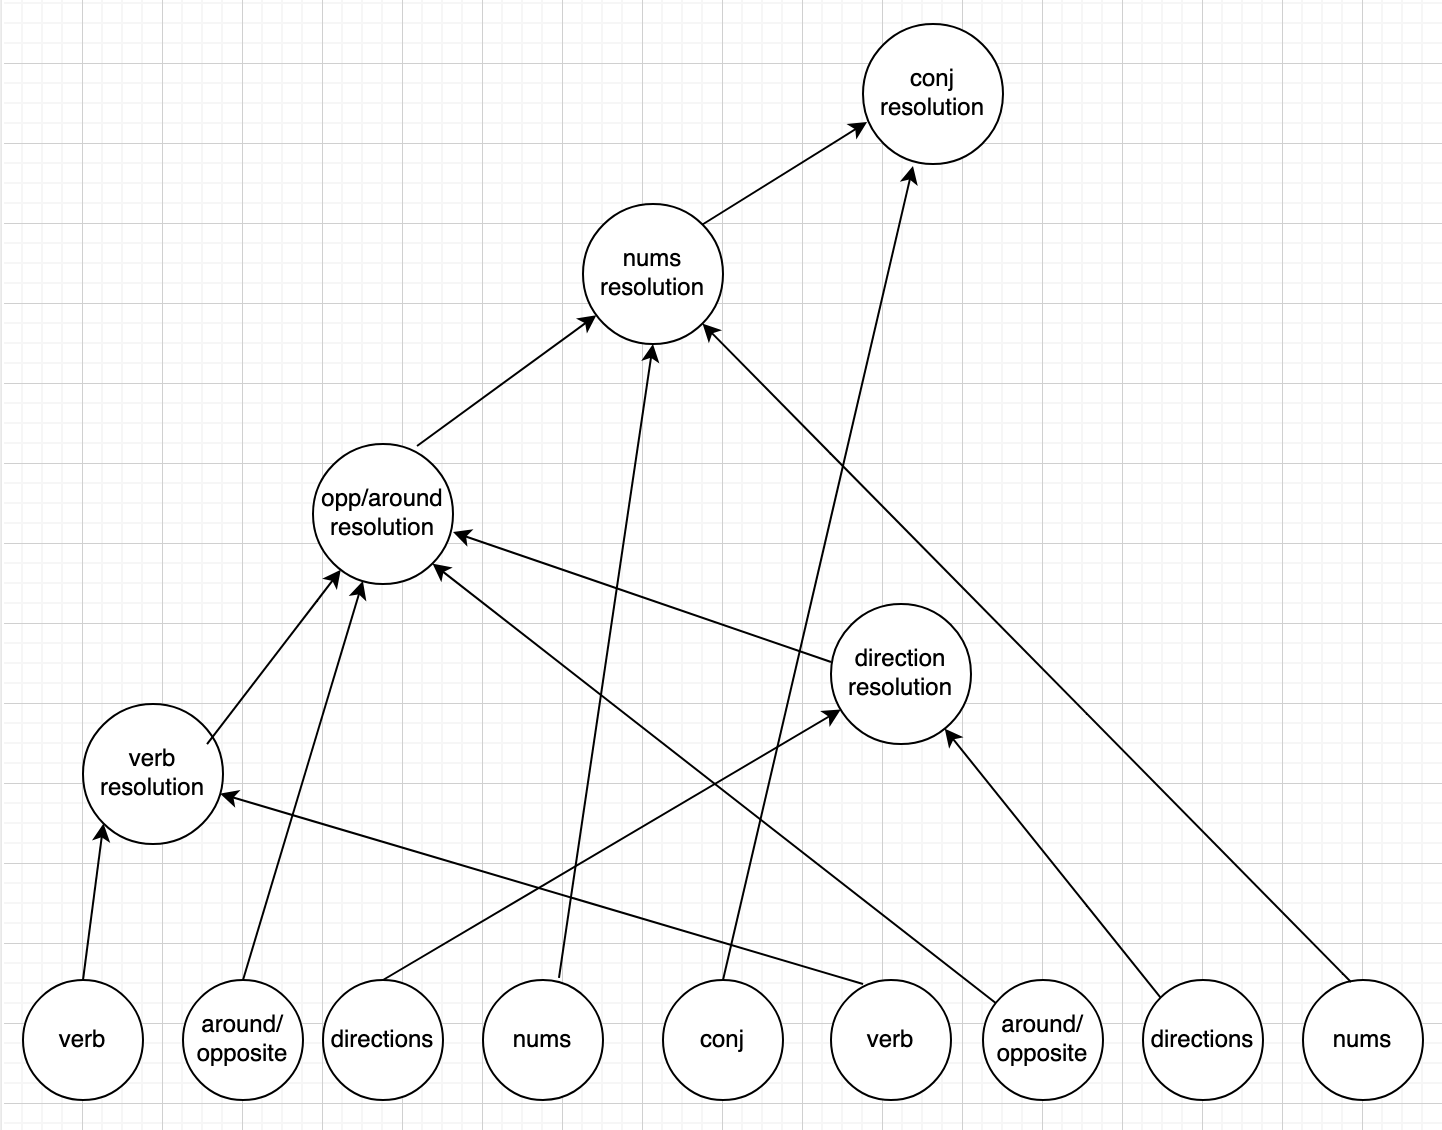 conj
resolution
nums
resolution
opp/around
resolution
direction
resolution
verb
resolution
verb
around/
opposite
directions
nums
conj
verb
around/
opposite
directions
nums